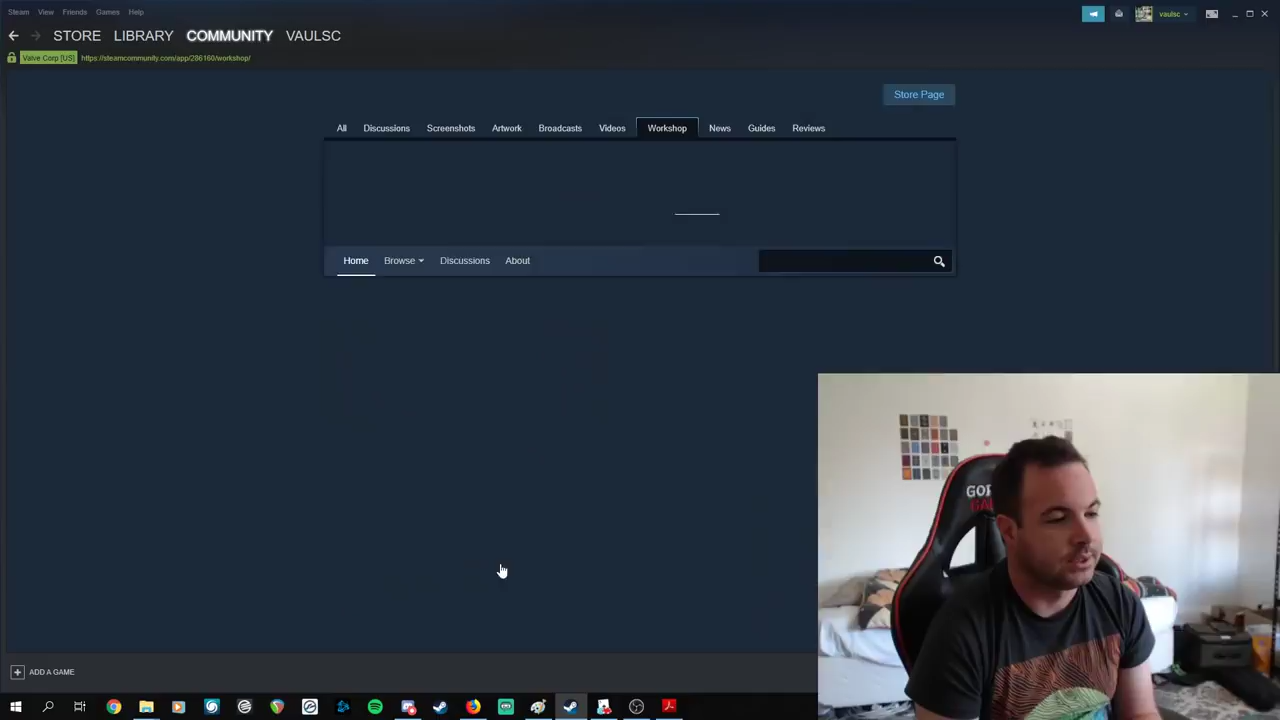 Steam View Friends Games Help
vaulsc
STORE LIBRARY COMMUNITY VAULSC
Valve Corp [US] https://steamcommunity.com/app/286160/workshop/
Store Page
All Discussions Screenshots Artwork Broadcasts Videos Workshop News Guides Reviews
Home Browse Discussions About
ADD A GAME